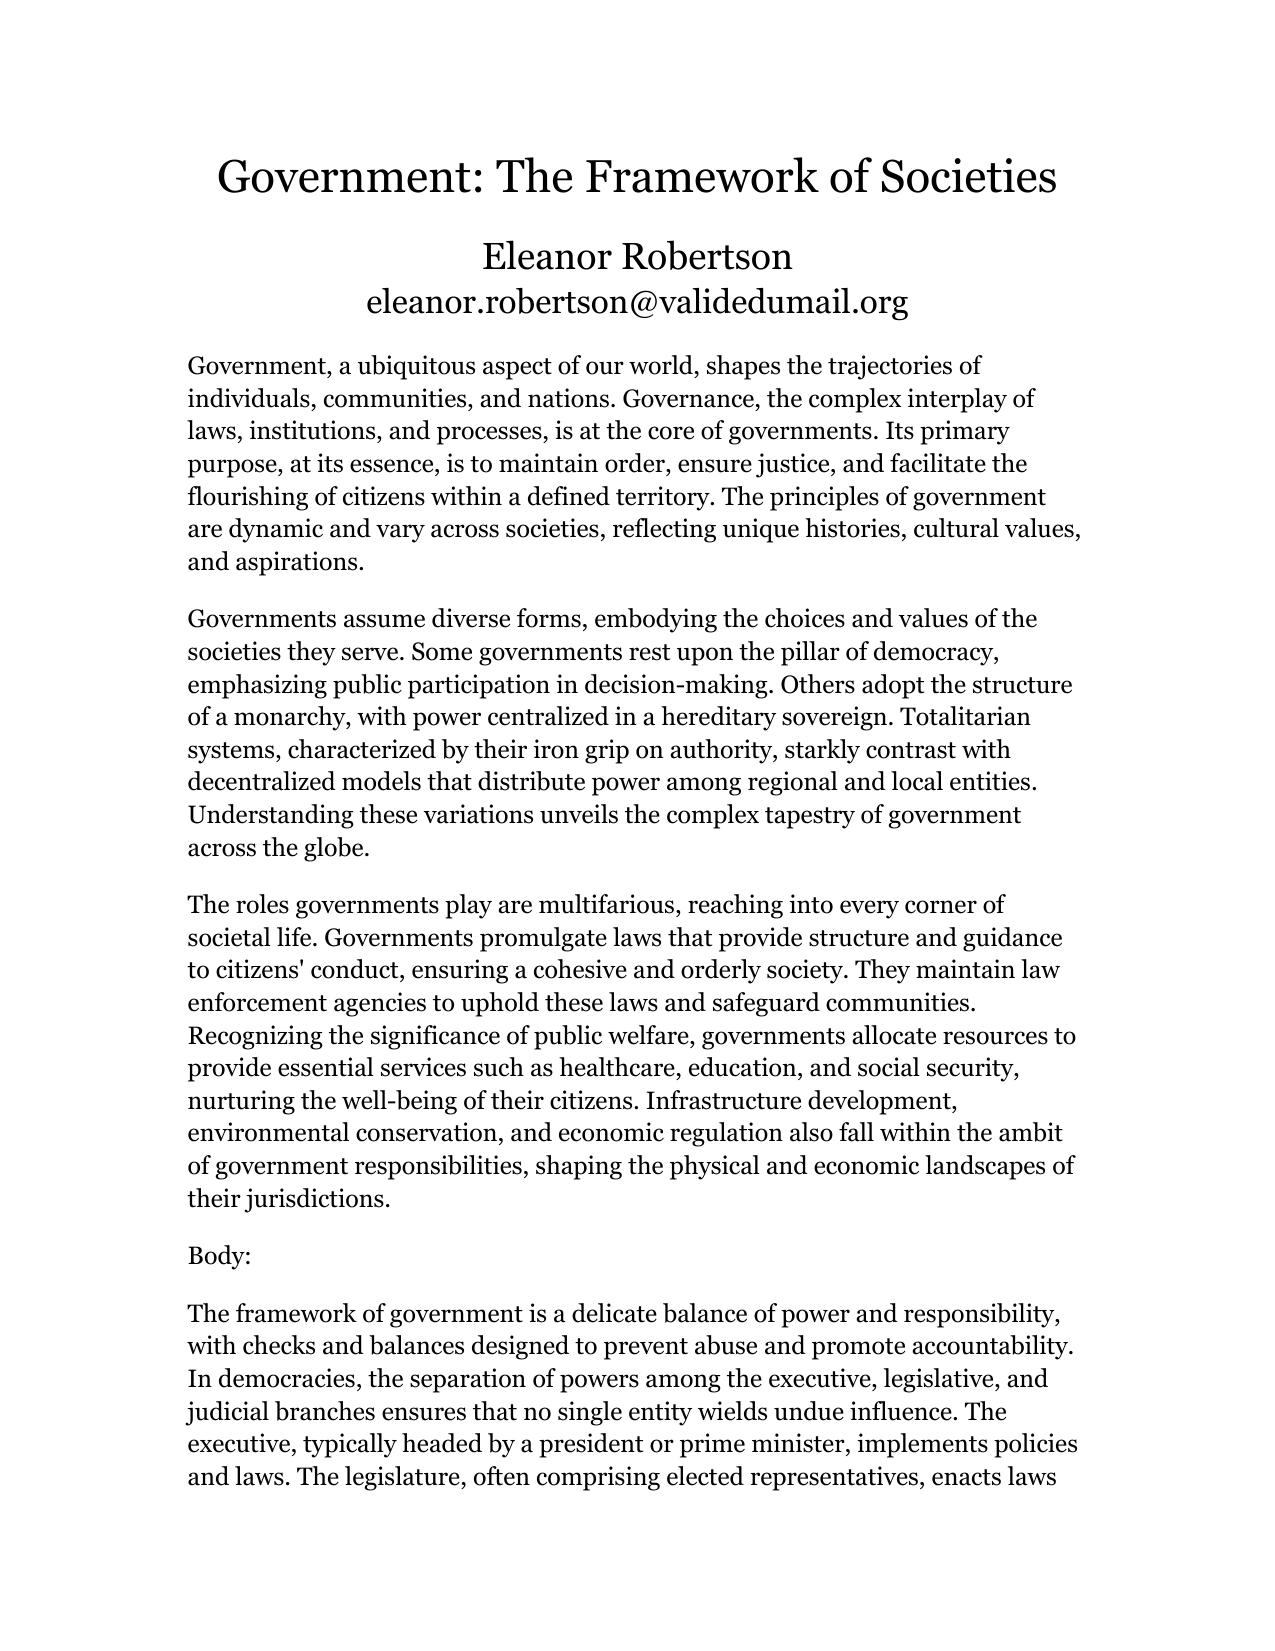 Government: The Framework of Societies
Eleanor Robertson
eleanor.robertson@validedumail.org
Government, a ubiquitous aspect of our world, shapes the trajectories of
individuals, communities, and nations. Governance, the complex interplay of
laws, institutions, and processes, is at the core of governments. Its primary
purpose, at its essence, is to maintain order, ensure justice, and facilitate the
flourishing of citizens within a defined territory. The principles of government
are dynamic and vary across societies, reflecting unique histories, cultural values,
and aspirations.
Governments assume diverse forms, embodying the choices and values of the
societies they serve. Some governments rest upon the pillar of democracy,
emphasizing public participation in decision-making. Others adopt the structure
of a monarchy, with power centralized in a hereditary sovereign. Totalitarian
systems, characterized by their iron grip on authority, starkly contrast with
decentralized models that distribute power among regional and local entities.
Understanding these variations unveils the complex tapestry of government
across the globe.
The roles governments play are multifarious, reaching into every corner of
societal life. Governments promulgate laws that provide structure and guidance
to citizens' conduct, ensuring a cohesive and orderly society. They maintain law
enforcement agencies to uphold these laws and safeguard communities.
Recognizing the significance of public welfare, governments allocate resources to
provide essential services such as healthcare, education, and social security,
nurturing the well-being of their citizens. Infrastructure development,
environmental conservation, and economic regulation also fall within the ambit
of government responsibilities, shaping the physical and economic landscapes of
their jurisdictions.
Body:
The framework of government is a delicate balance of power and responsibility,
with checks and balances designed to prevent abuse and promote accountability.
In democracies, the separation of powers among the executive, legislative, and
judicial branches ensures that no single entity wields undue influence. The
executive, typically headed by a president or prime minister, implements policies
and laws. The legislature, often comprising elected representatives, enacts laws